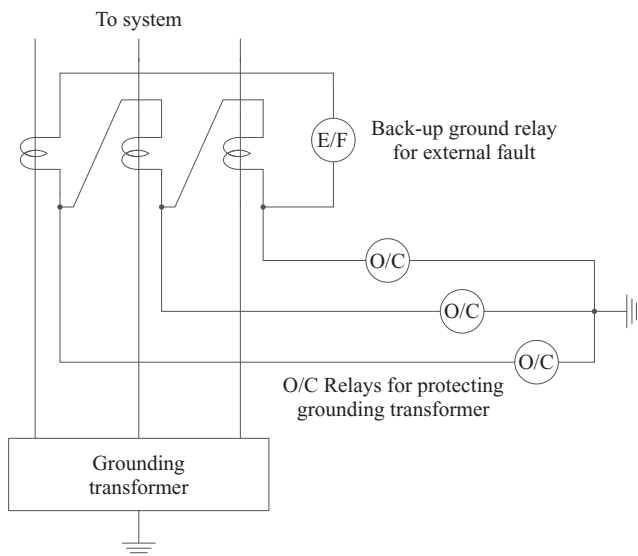 To system
E/F
Back-up ground relay
for external fault
O/C
O/C
O/C
O/C Relays for protecting
grounding transformer
Grounding
transformer